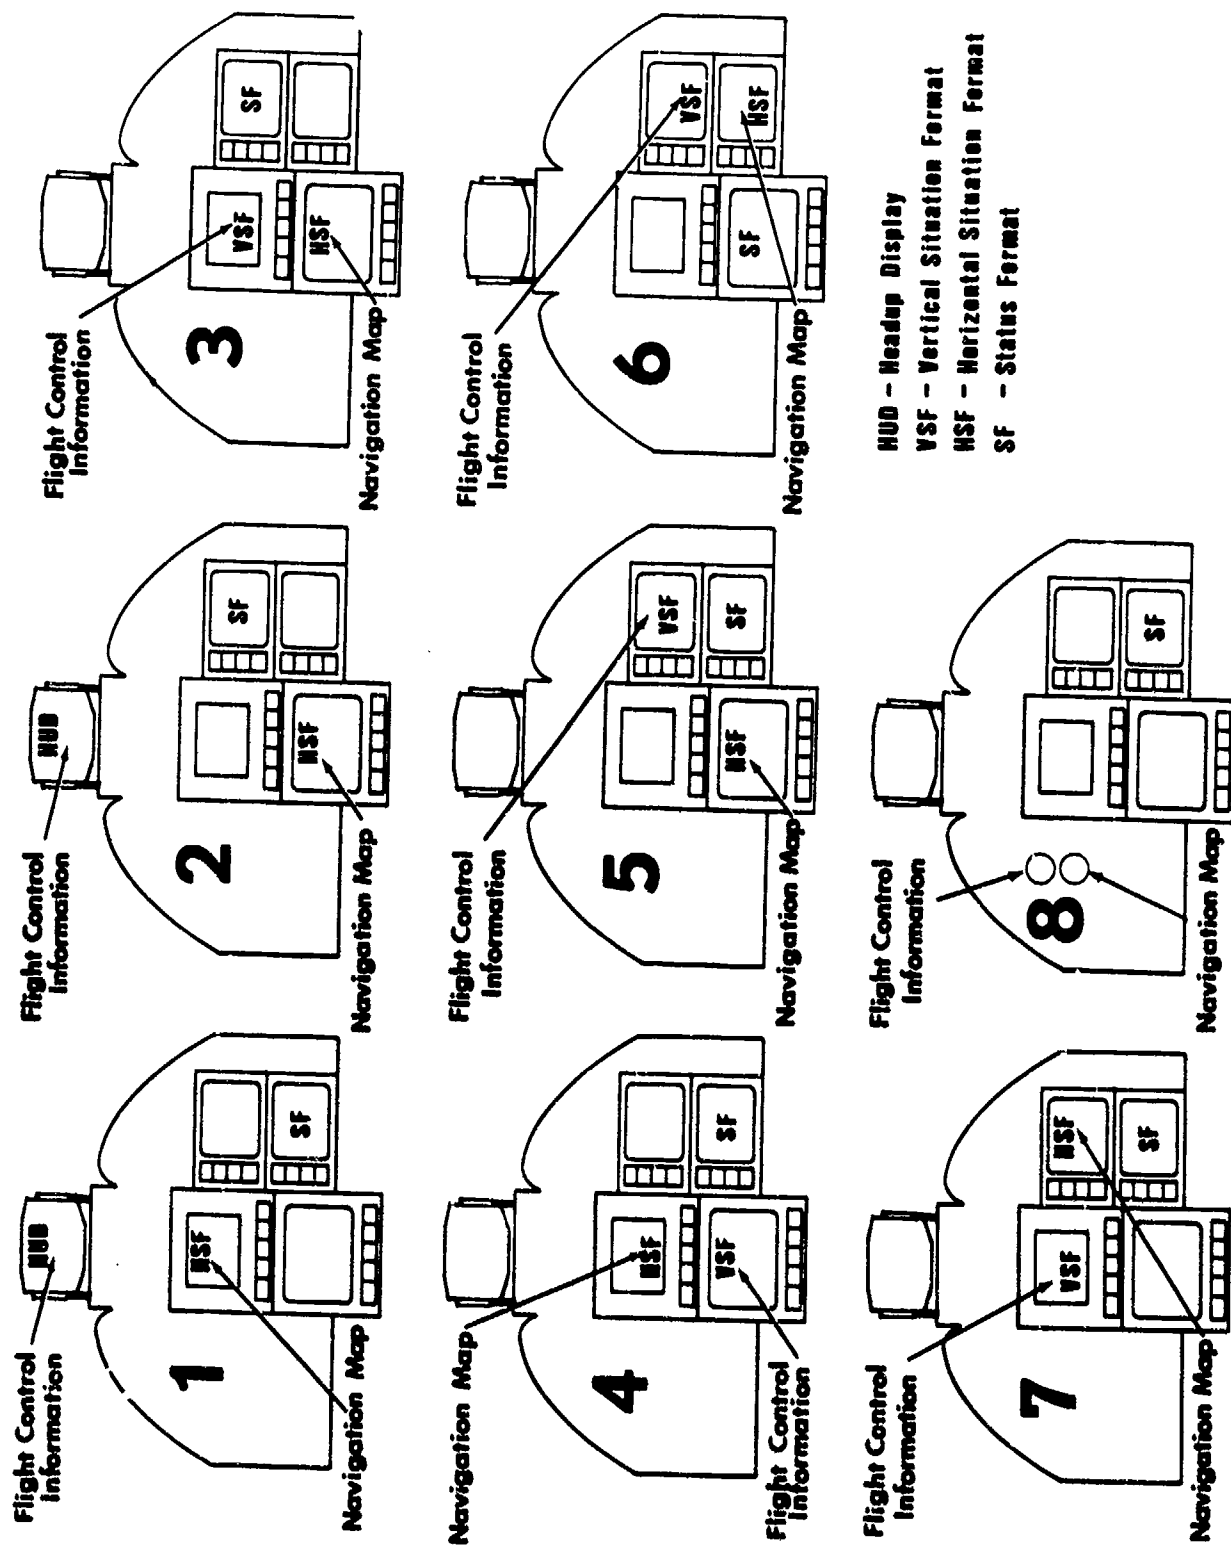 Flight Control
Information
HUD
1
HSF
SF
Navigation Map
Flight Control
Information
HUD
2
SF
HSF
Navigation Map
Flight Control
Information
3
VSF
SF
HSF
Navigation Map
Navigation Map
4
HSF
VSF
SF
Flight Control
Information
Flight Control
Information
5
VSF
HSF
SF
Navigation Map
Flight Control
Information
6
VSF
SF
HSF
Navigation Map
Flight Control
Information
7
VSF
HSF
SF
Navigation Map
Flight Control
Information
8
SF
Navigation Map
HUD - Headup Display
VSF - Vertical Situation Format
HSF - Horizontal Situation Format
SF - Status Format